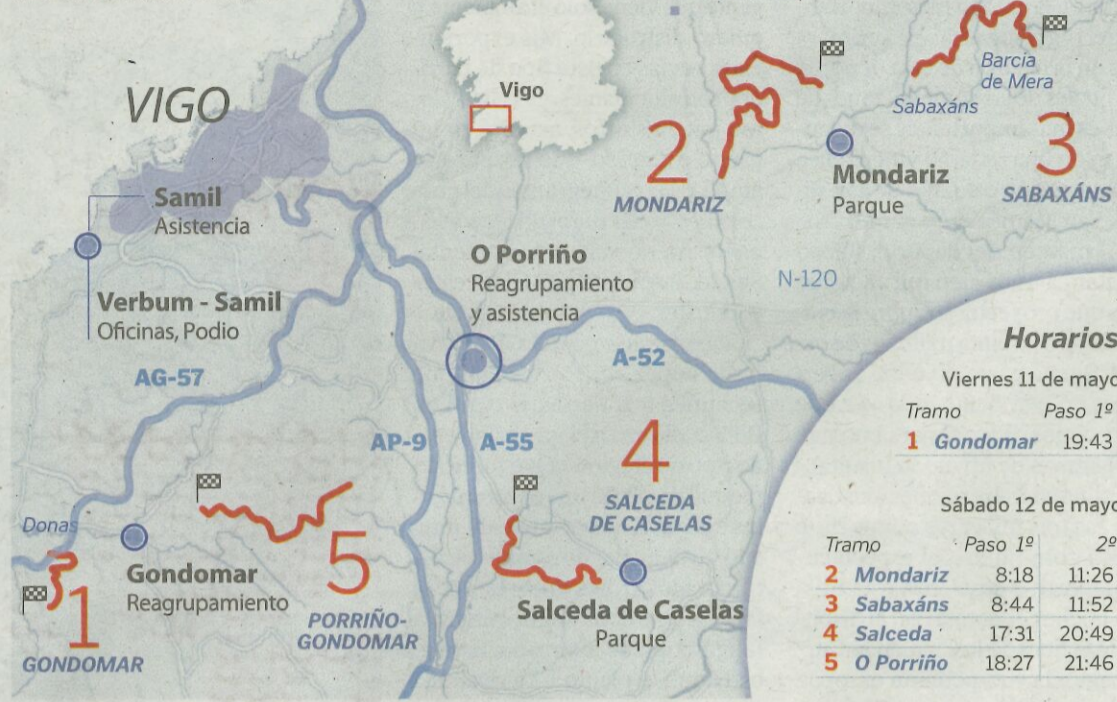 VIGO
Samil
Asistencia
Verbum - Samil
Oficinas, Podio
AG-57
Vigo
2
MONDARIZ
Mondariz
Parque
Barcia
de Mera
Sabaxáns
3
SABAXÁNS
O Porriño
Reagrupamiento
y asistencia
N-120
A-52
AP-9
A-55
4
SALCEDA
DE CASELAS
Salceda de Caselas
Parque
5
PORRIÑO-
GONDOMAR
Donas
Gondomar
Reagrupamiento
1
GONDOMAR
Horarios
Viernes 11 de mayo
Tramo Paso 1º
1 Gondomar 19:43
Sábado 12 de mayo
Tramo Paso 1º 2º
2 Mondariz 8:18 11:26
3 Sabaxáns 8:44 11:52
4 Salceda 17:31 20:49
5 O Porriño 18:27 21:46